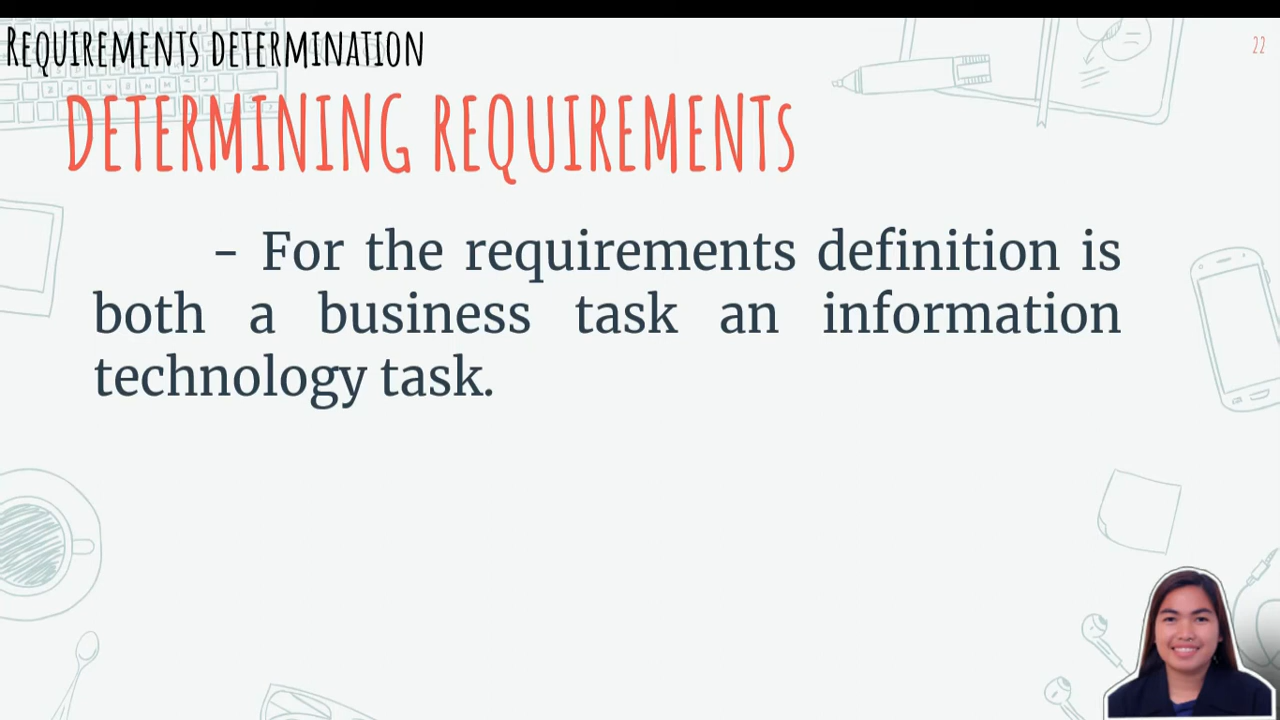 REQUIREMENTS DETERMINATION
22
DETERMINING REQUIREMENTs
- For the requirements definition is
both a business task an information
technology task.